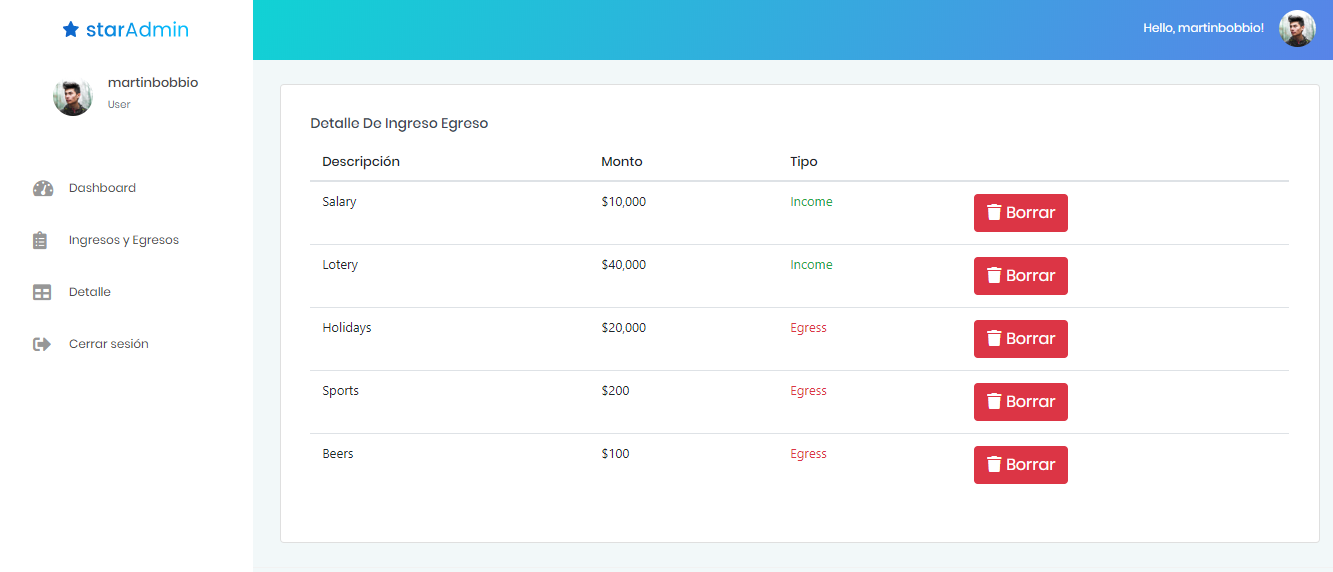 starAdmin
Hello, martinbobbio!
martinbobbio
User
Dashboard
Ingresos y Egresos
Detalle
Cerrar sesión
Detalle De Ingreso Egreso
Descripción Monto Tipo
Salary $10,000 Income Borrar
Lotery $40,000 Income Borrar
Holidays $20,000 Egress Borrar
Sports $200 Egress Borrar
Beers $100 Egress Borrar